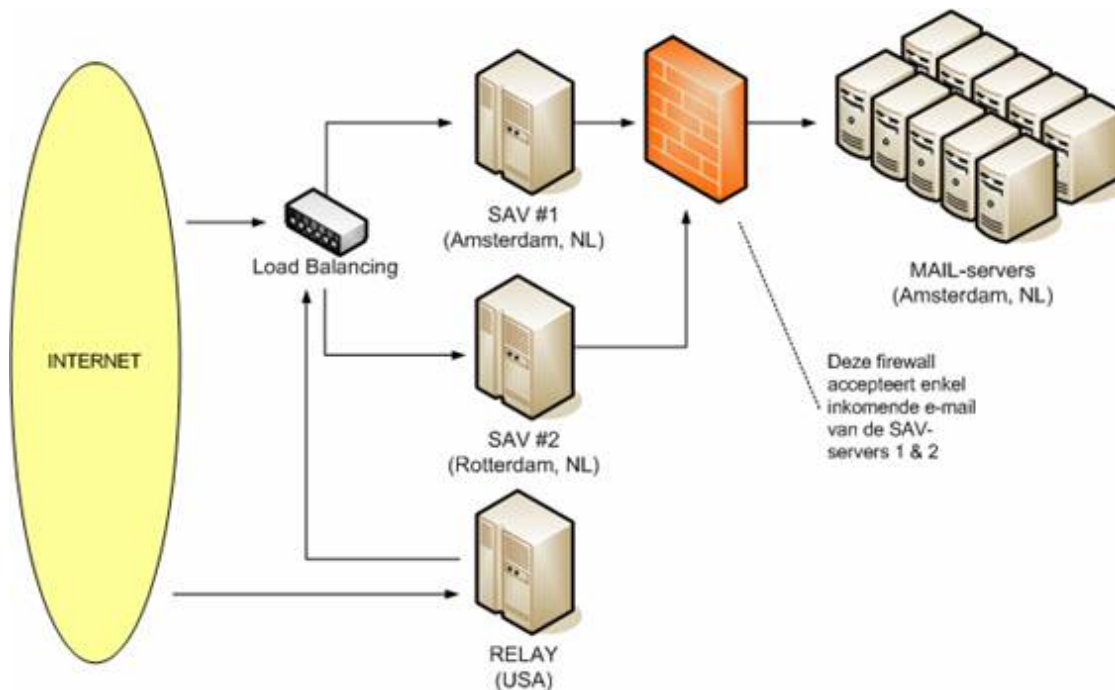 INTERNET
Load Balancing
SAV #1
(Amsterdam, NL)
SAV #2
(Rotterdam, NL)
RELAY
(USA)
MAIL-servers
(Amsterdam, NL)
Deze firewall
accepteert enkel
inkomende e-mail
van de SAV-
servers 1 & 2